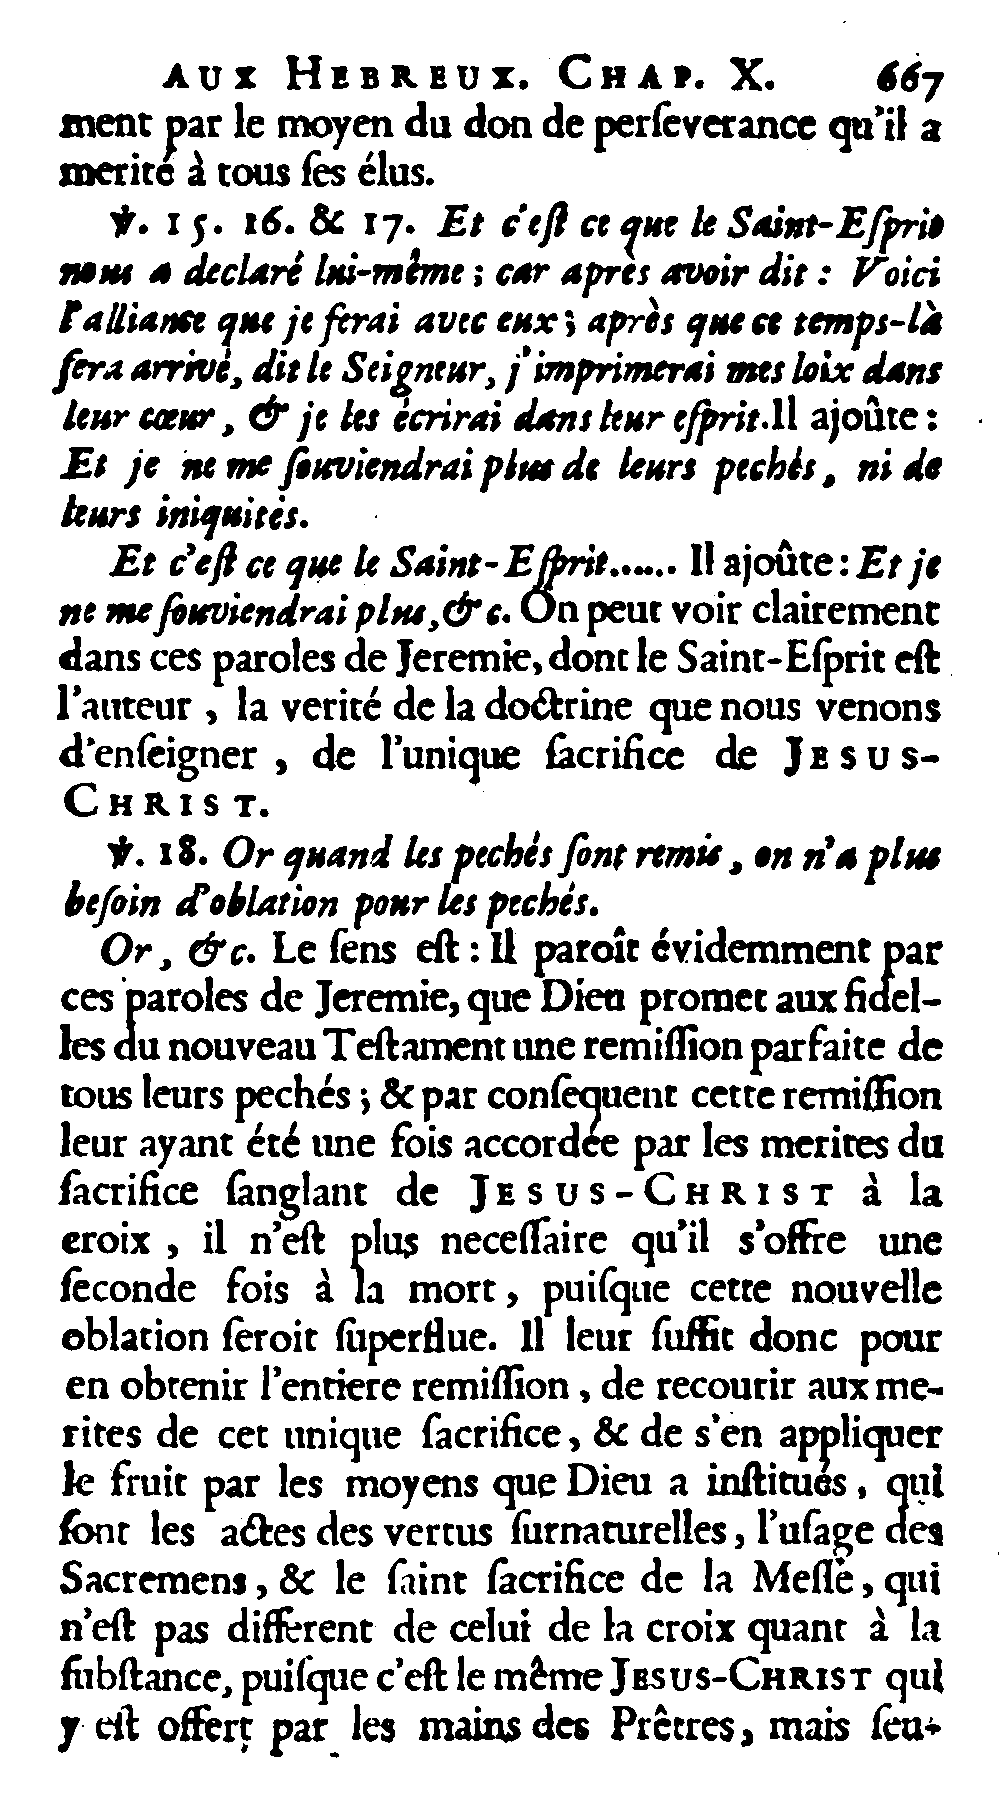 AUX HEBREUX. CHAP. X. 667
ment par le moyen du don de perſeverance qu'il a
merité à tous ſes élus.
℣. 15. 16. & 17. Et c'eſt ce que le Saint-Eſprit
nous a declaré lui-même ; car après avoir dit : Voici
l'alliance que je ferai avec eux ; après que ce temps-là
ſera arrivé, dit le Seigneur, j'imprimerai mes loix dans
leur cœur, & je les écrirai dans leur eſprit. Il ajoûte :
Et je ne me ſouviendrai plus de leurs pechés, ni de
leurs iniquités.
Et c'eſt ce que le Saint-Eſprit...... Il ajoûte : Et je
ne me ſouviendrai plus, &c. On peut voir clairement
dans ces paroles de Jeremie, dont le Saint-Eſprit eſt
l'auteur , la verité de la doctrine que nous venons
d'enſeigner , de l'unique ſacrifice de JESUS-
CHRIST.
℣. 18. Or quand les pechés ſont remis, on n'a plus
beſoin d'oblation pour les pechés.
Or, &c. Le ſens eſt : Il paroît évidemment par
ces paroles de Jeremie, que Dieu promet aux fidel-
les du nouveau Teſtament une remiſſion parfaite de
tous leurs pechés ; & par conſequent cette remiſſion
leur ayant été une fois accordée par les merites du
ſacrifice ſanglant de JESUS-CHRIST à la
croix , il n'eſt plus neceſſaire qu'il s'offre une
ſeconde fois à la mort, puiſque cette nouvelle
oblation ſeroit ſuperflue. Il leur ſuffit donc pour
en obtenir l'entiere remiſſion , de recourir aux me-
rites de cet unique ſacrifice, & de s'en appliquer
le fruit par les moyens que Dieu a inſtitués, qui
ſont les actes des vertus ſurnaturelles, l'uſage des
Sacremens, & le ſaint ſacrifice de la Meſſe, qui
n'eſt pas different de celui de la croix quant à la
ſubſtance, puiſque c'eſt le même JESUS-CHRIST qui
y eſt offert par les mains des Prêtres, mais ſeu-